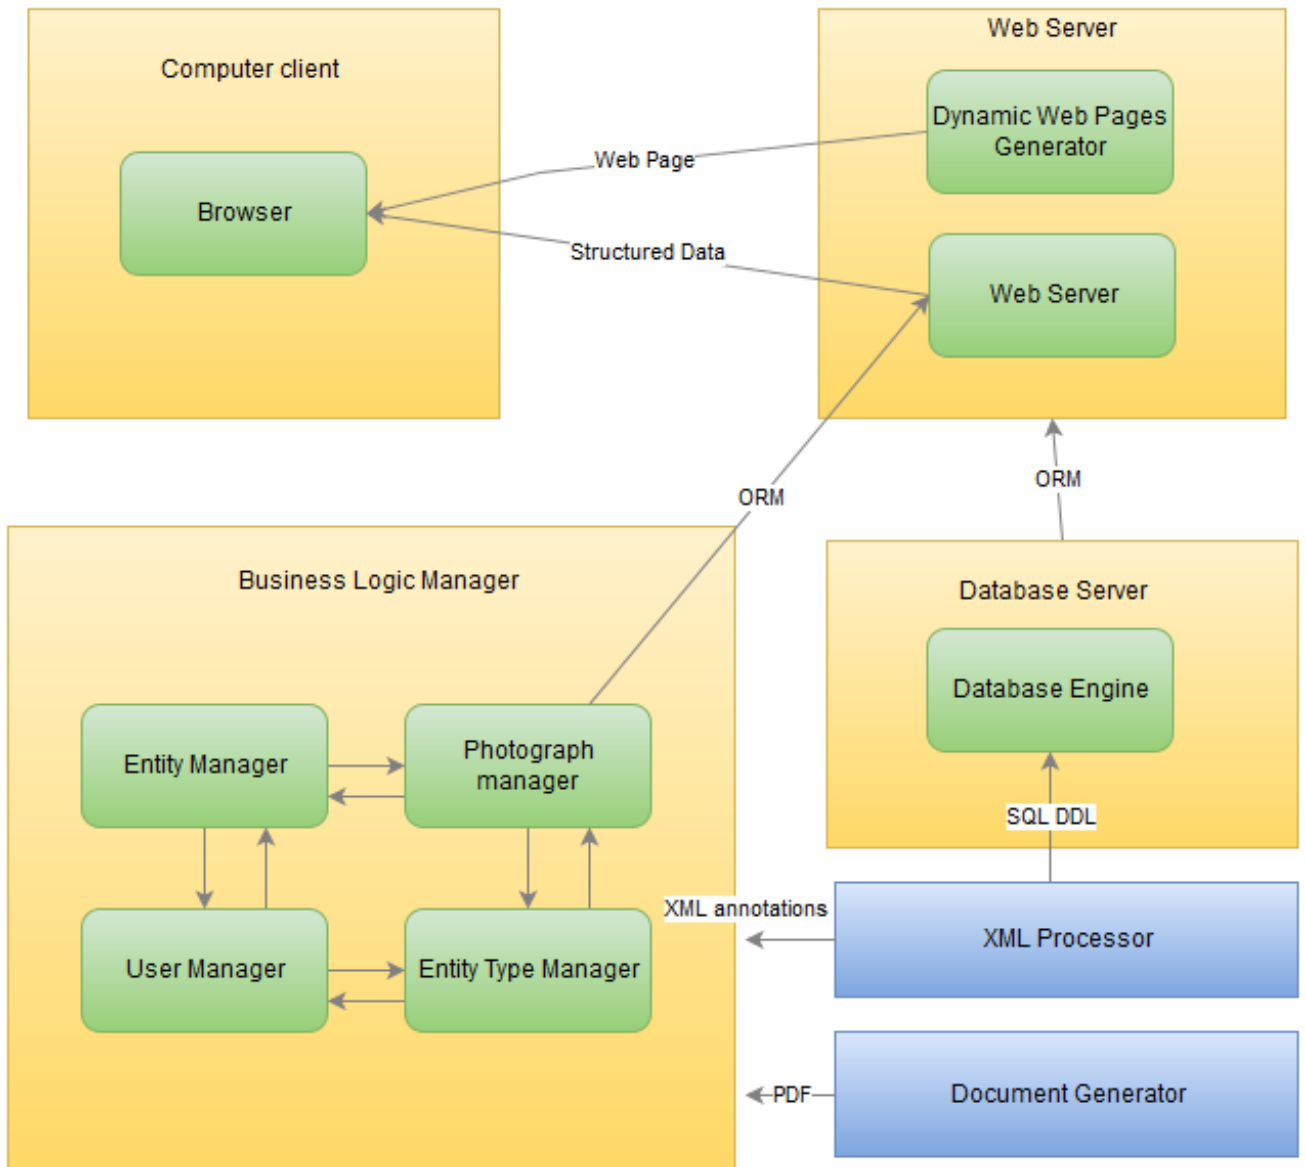 Computer client
Browser
Web Server
Dynamic Web Pages
Generator
Web Page
Structured Data
Web Server
ORM
ORM
Business Logic Manager
Entity Manager
Photograph
manager
User Manager
Entity Type Manager
Database Server
Database Engine
SQL DDL
XML annotations
XML Processor
PDF
Document Generator